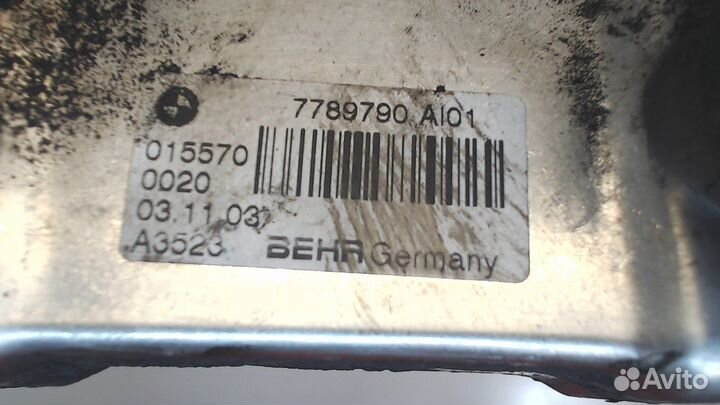 7789790 AI01
015570
0020
03.11.03
A3523 BEHR Germany
Avito